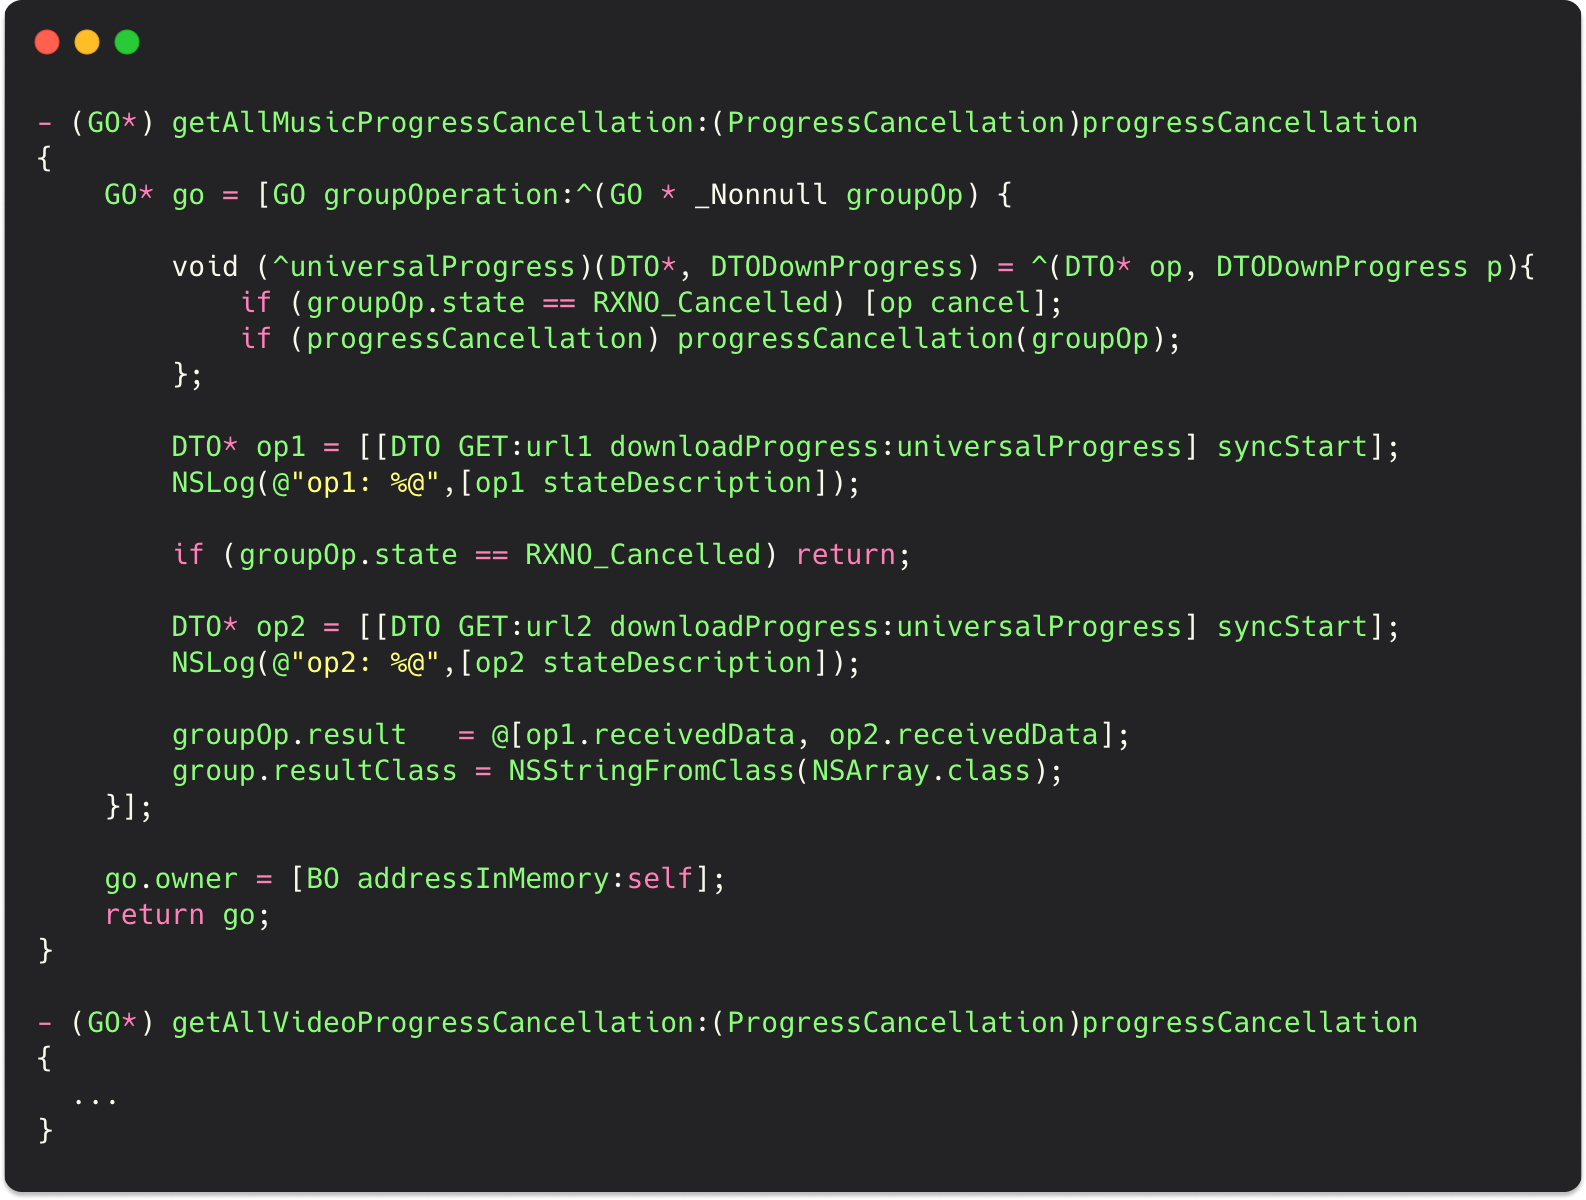 - (GO*) getAllMusicProgressCancellation:(ProgressCancellation)progressCancellation
{
    GO* go = [GO groupOperation:^(GO * _Nonnull groupOp) {

        void (^universalProgress)(DTO*, DTODownProgress) = ^(DTO* op, DTODownProgress p){
            if (groupOp.state == RXNO_Cancelled) [op cancel];
            if (progressCancellation) progressCancellation(groupOp);
        };

        DTO* op1 = [[DTO GET:url1 downloadProgress:universalProgress] syncStart];
        NSLog(@"op1: %@",[op1 stateDescription]);

        if (groupOp.state == RXNO_Cancelled) return;

        DTO* op2 = [[DTO GET:url2 downloadProgress:universalProgress] syncStart];
        NSLog(@"op2: %@",[op2 stateDescription]);

        groupOp.result   = @[op1.receivedData, op2.receivedData];
        group.resultClass = NSStringFromClass(NSArray.class);
    }];

    go.owner = [BO addressInMemory:self];
    return go;
}

- (GO*) getAllVideoProgressCancellation:(ProgressCancellation)progressCancellation
{
  ...
}